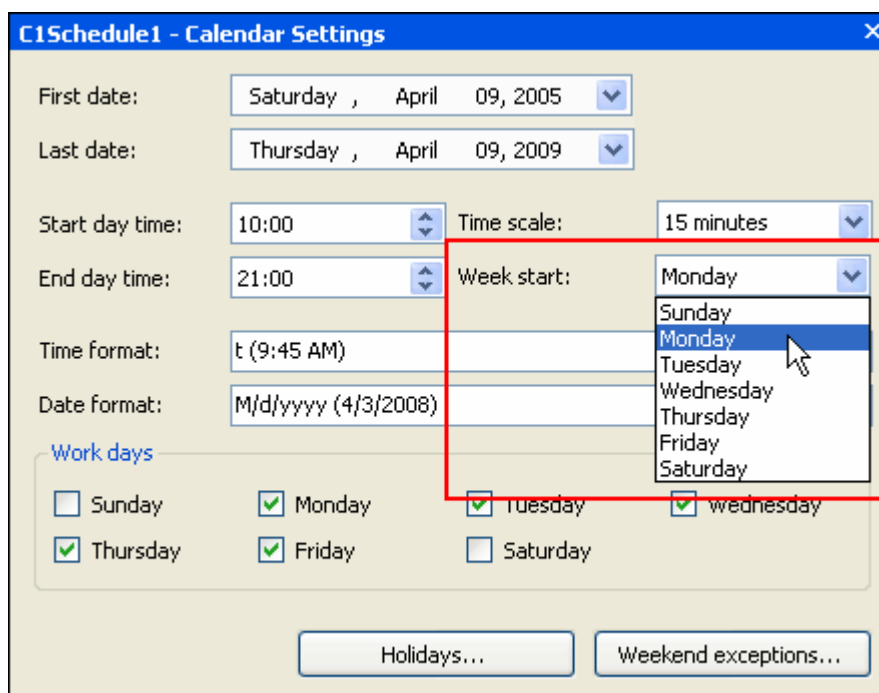 C1Schedule1 - Calendar Settings
First date: Saturday , April 09, 2005
Last date: Thursday , April 09, 2009
Start day time: 10:00 Time scale: 15 minutes
End day time: 21:00 Week start: Monday
Sunday
Monday
Tuesday
Wednesday
Thursday
Friday
Saturday
Time format: t (9:45 AM)
Date format: M/d/yyyy (4/3/2008)
Work days
Sunday Monday Tuesday Wednesday
Thursday Friday Saturday
Holidays... Weekend exceptions...